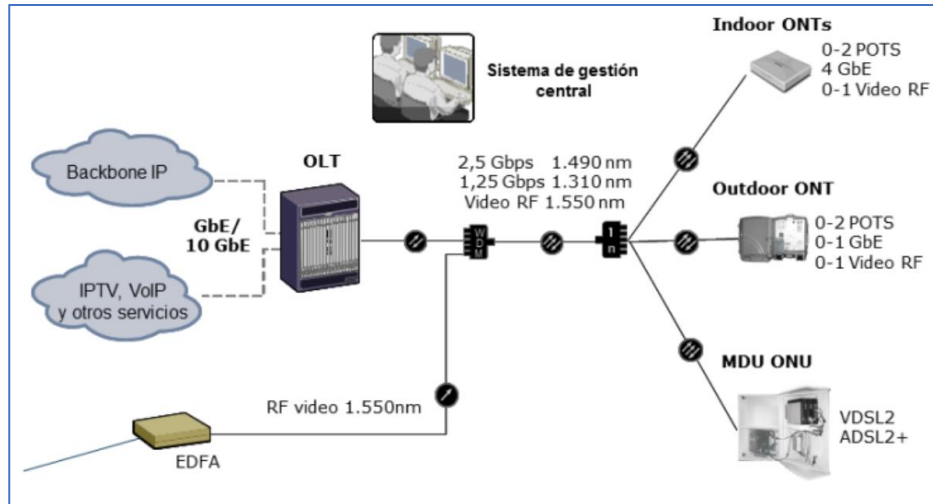 Indoor ONTs
0-2 POTS
4 GbE
0-1 Video RF
Sistema de gestión
central
Backbone IP
OLT
GbE/
10 GbE
IPTV, VoIP
y otros servicios
2,5 Gbps 1.490 nm
1,25 Gbps 1.310 nm
Video RF 1.550 nm
WDM
1
n
Outdoor ONT
0-2 POTS
0-1 GbE
0-1 Video RF
RF video 1.550nm
EDFA
MDU ONU
VDSL2
ADSL2+